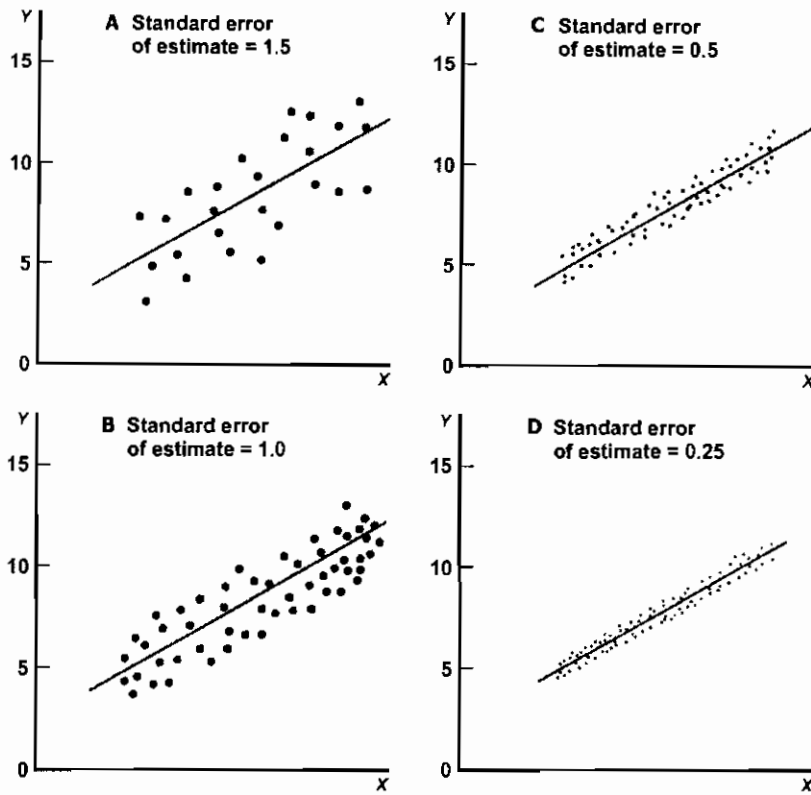 Y
A Standard error
of estimate = 1.5
15
10
5
0
X
Y
C Standard error
of estimate = 0.5
15
10
5
0
X
Y
B Standard error
of estimate = 1.0
15
10
5
0
X
Y
D Standard error
of estimate = 0.25
15
10
5
0
X